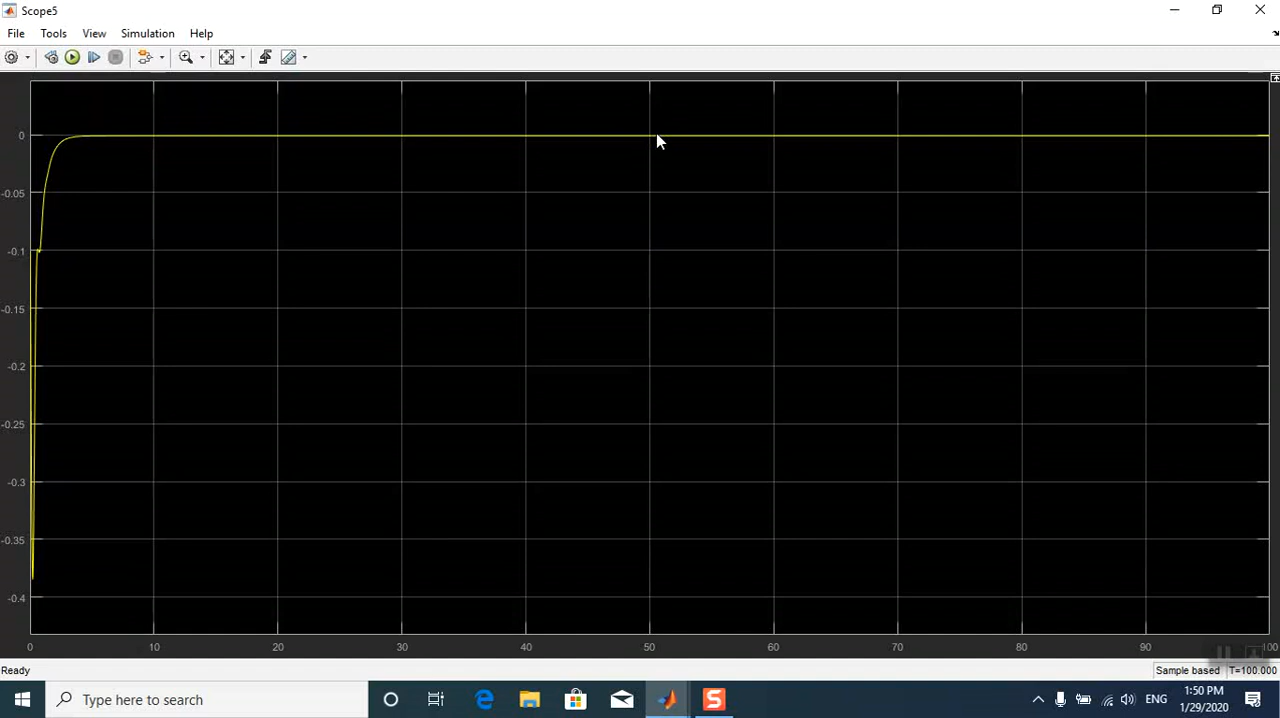 Scope5
File Tools View Simulation Help
0
-0.05
-0.1
-0.15
-0.2
-0.25
-0.3
-0.35
-0.4
0 10 20 30 40 50 60 70 80 90 100
Ready Sample based T=100.000
Type here to search S ENG 1:50 PM
1/29/2020